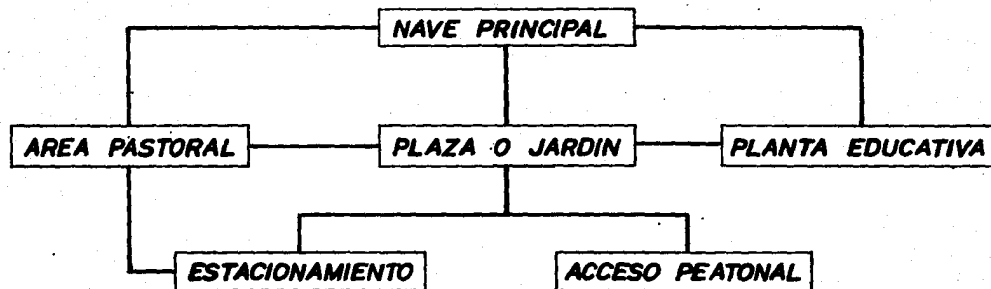 NAVE PRINCIPAL
AREA PASTORAL
PLAZA O JARDIN
PLANTA EDUCATIVA
ESTACIONAMIENTO
ACCESO PEATONAL